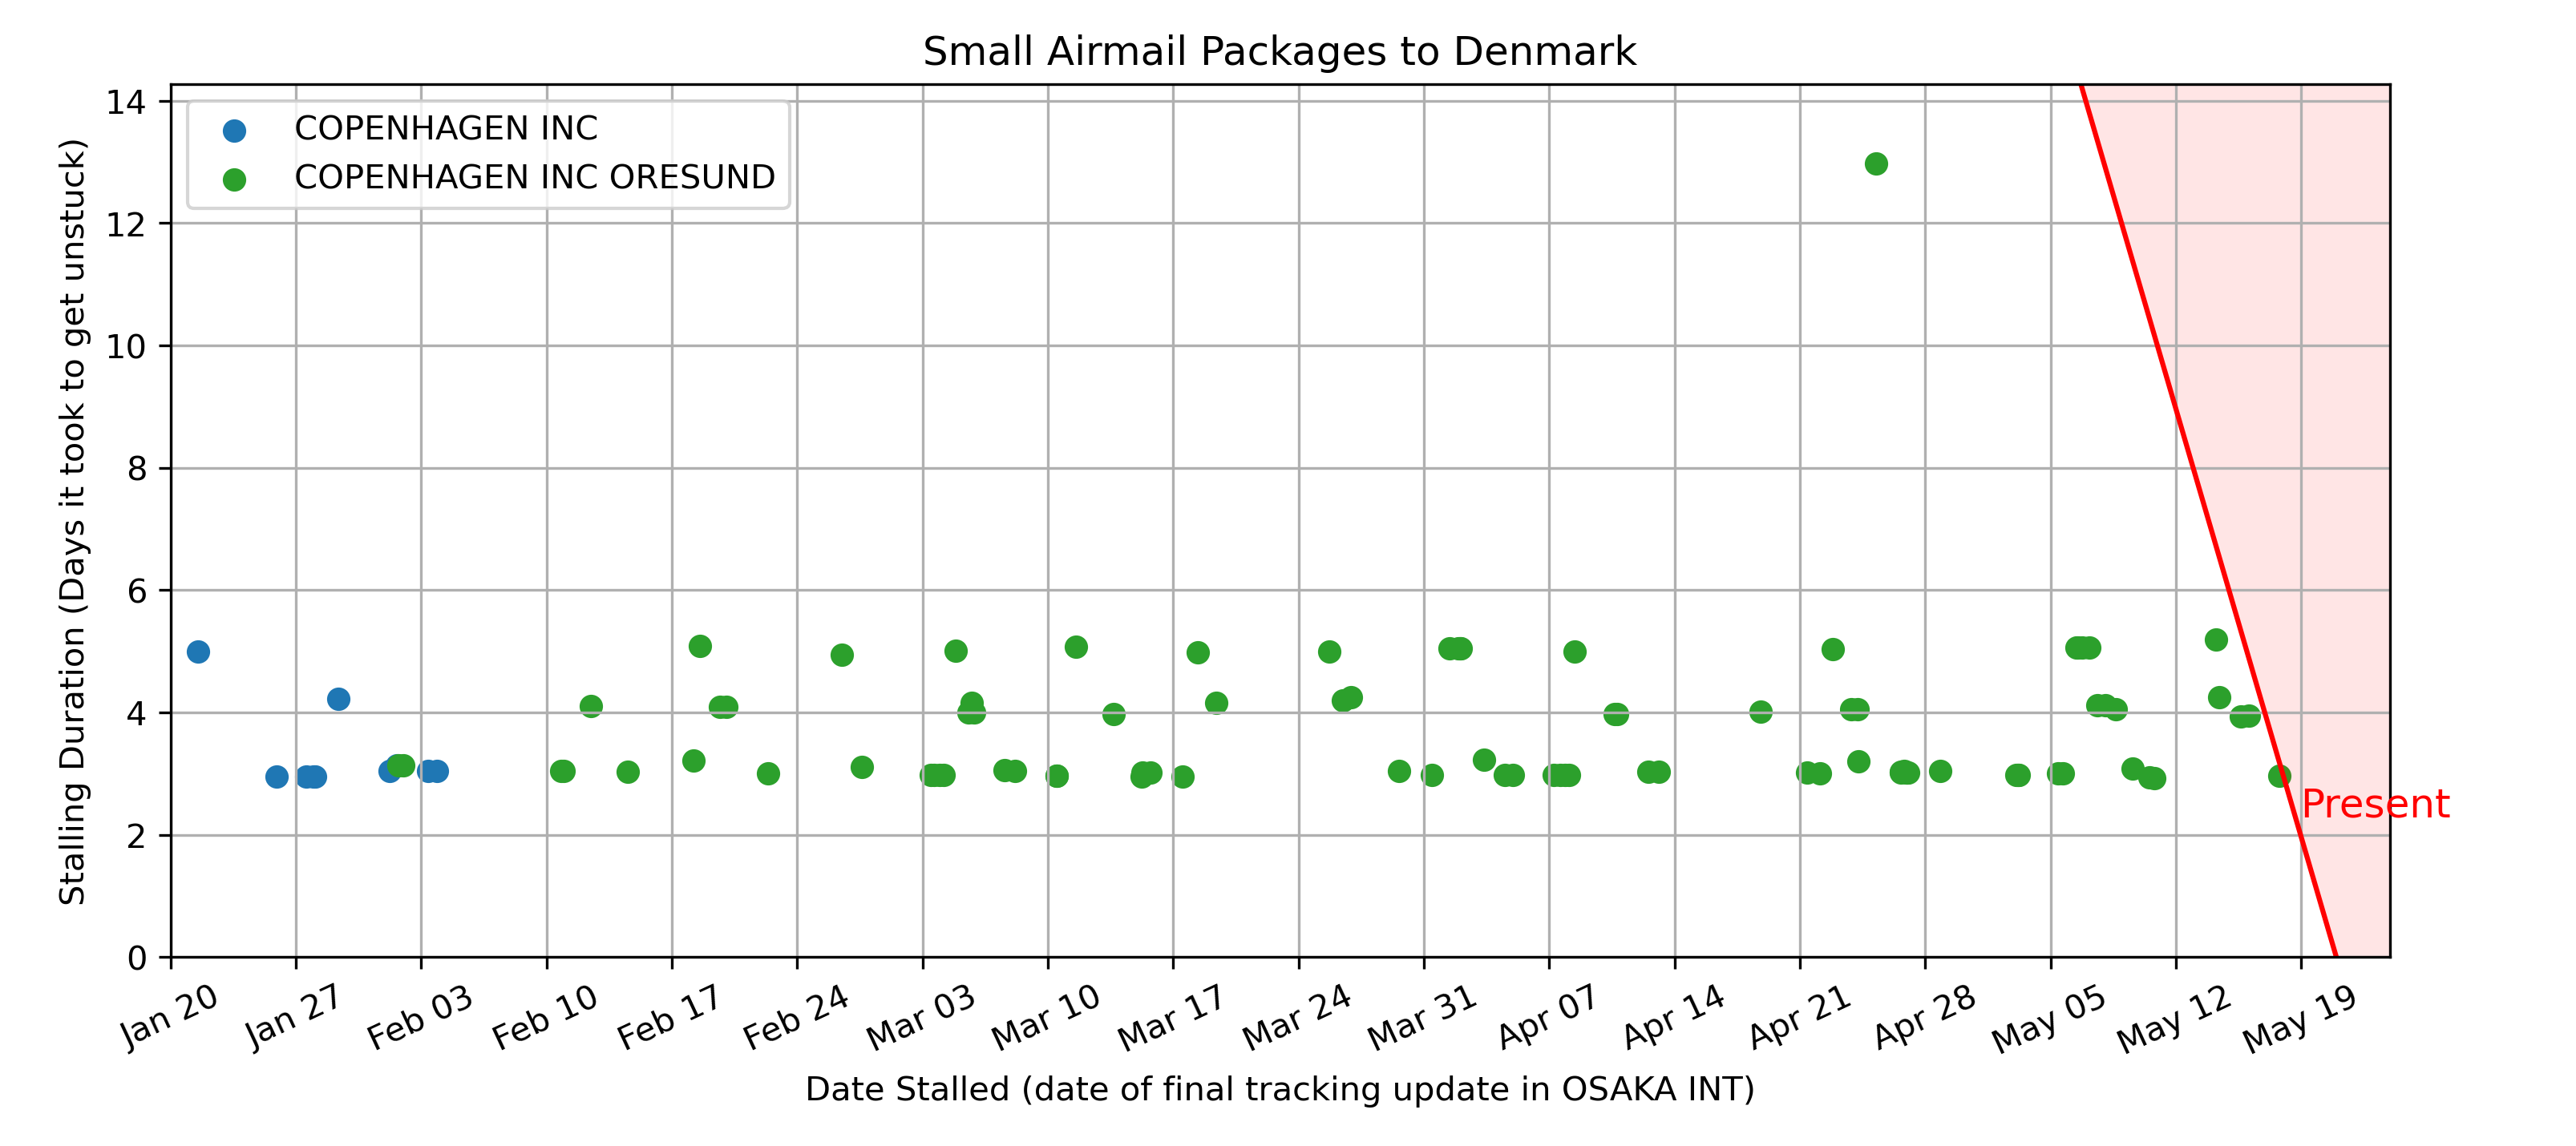 Small Airmail Packages to Denmark
COPENHAGEN INC
COPENHAGEN INC ORESUND
Stalling Duration (Days it took to get unstuck)
14
12
10
8
6
4
2
0
Present
Jan 20
Jan 27
Feb 03
Feb 10
Feb 17
Feb 24
Mar 03
Mar 10
Mar 17
Mar 24
Mar 31
Apr 07
Apr 14
Apr 21
Apr 28
May 05
May 12
May 19
Date Stalled (date of final tracking update in OSAKA INT)